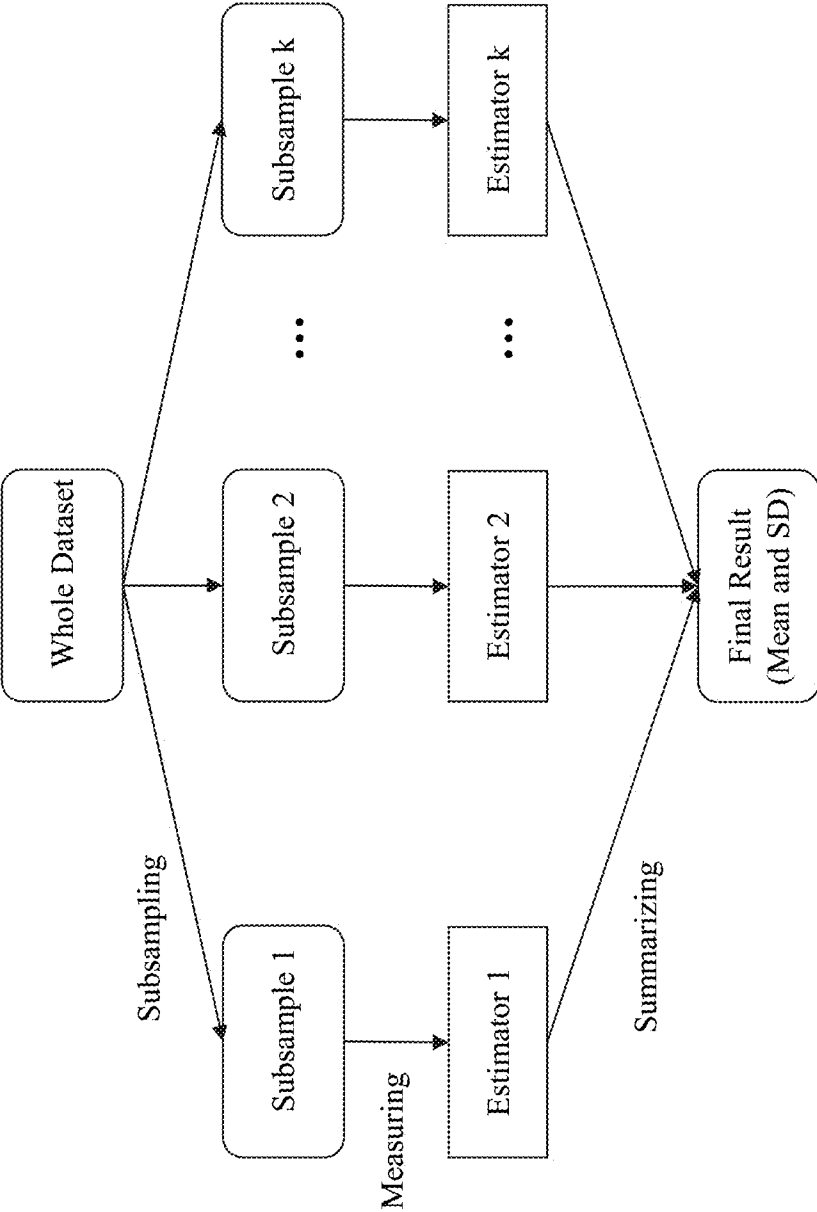 Whole Dataset
Subsampling
Subsample 1
Subsample 2
...
Subsample k
Measuring
Estimator 1
Estimator 2
...
Estimator k
Summarizing
Final Result
(Mean and SD)